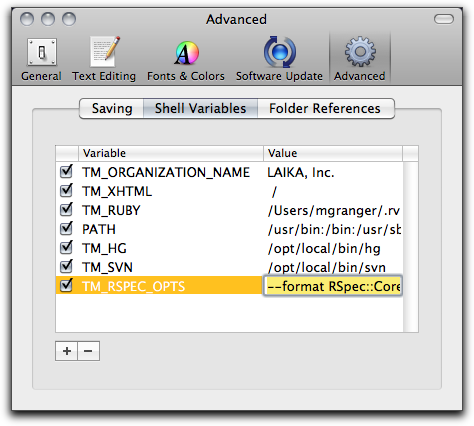 Advanced
General Text Editing Fonts & Colors Software Update Advanced
Saving Shell Variables Folder References
Variable Value
TM_ORGANIZATION_NAME LAIKA, Inc.
TM_XHTML /
TM_RUBY /Users/mgranger/.rv
PATH /usr/bin:/bin:/usr/sb
TM_HG /opt/local/bin/hg
TM_SVN /opt/local/bin/svn
TM_RSPEC_OPTS --format RSpec::Core
+ −